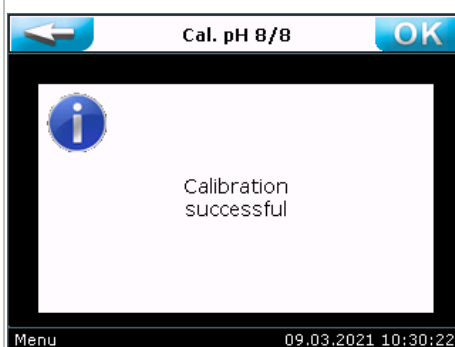 Cal. pH 8/8
OK
i
Calibration
successful
Menu
09.03.2021 10:30:22